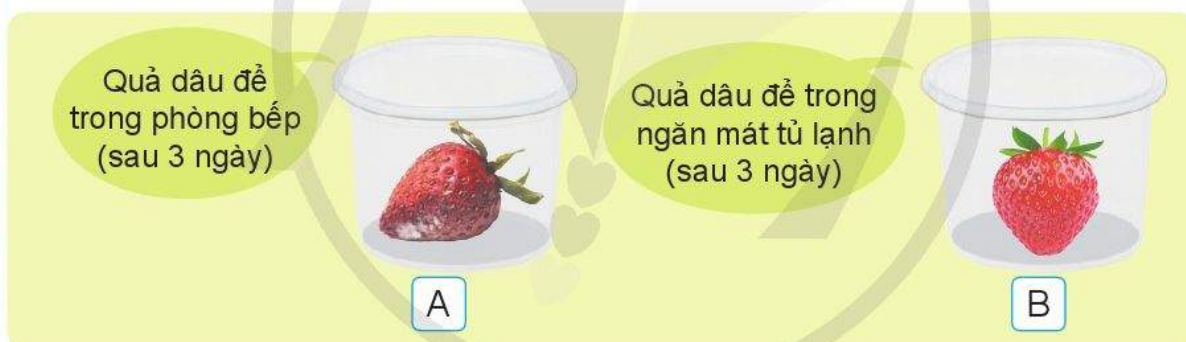 Quả dâu để
trong phòng bếp
(sau 3 ngày)
Quả dâu để trong
ngăn mát tủ lạnh
(sau 3 ngày)
A
B